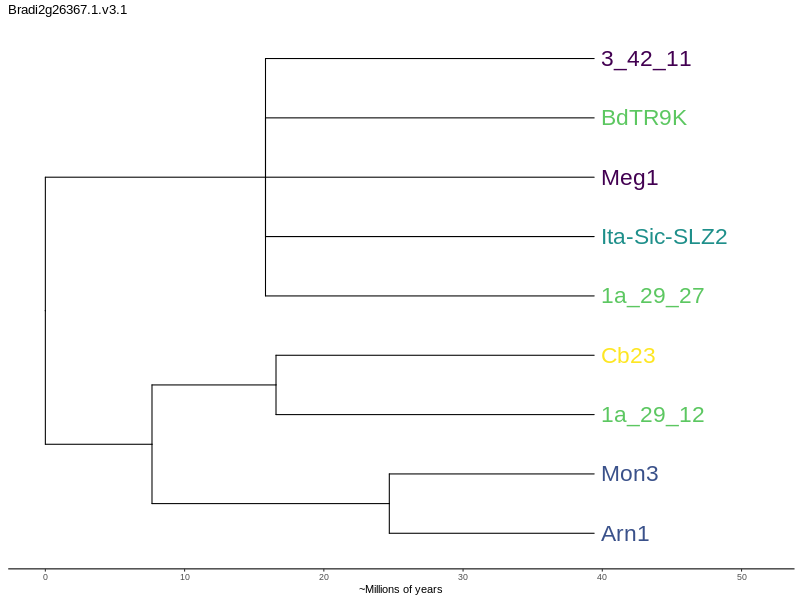 Bradi2g26367.1.v3.1
3_42_11
BdTR9K
Meg1
Ita-Sic-SLZ2
1a_29_27
Cb23
1a_29_12
Mon3
Arn1
0 10 20 30 40 50
~Millions of years